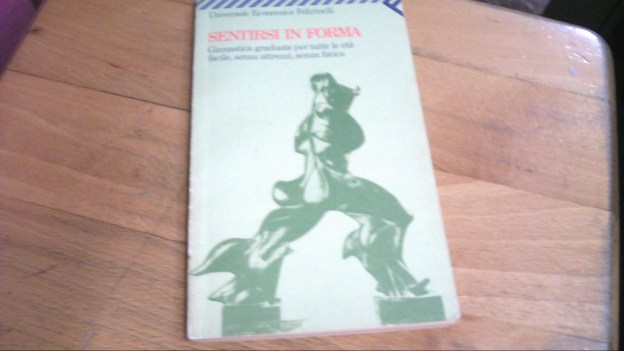 Universale Economica Feltrinelli
SENTIRSI IN FORMA
Ginnastica graduata per tutte le età
facile, senza attrezzi, senza fatica